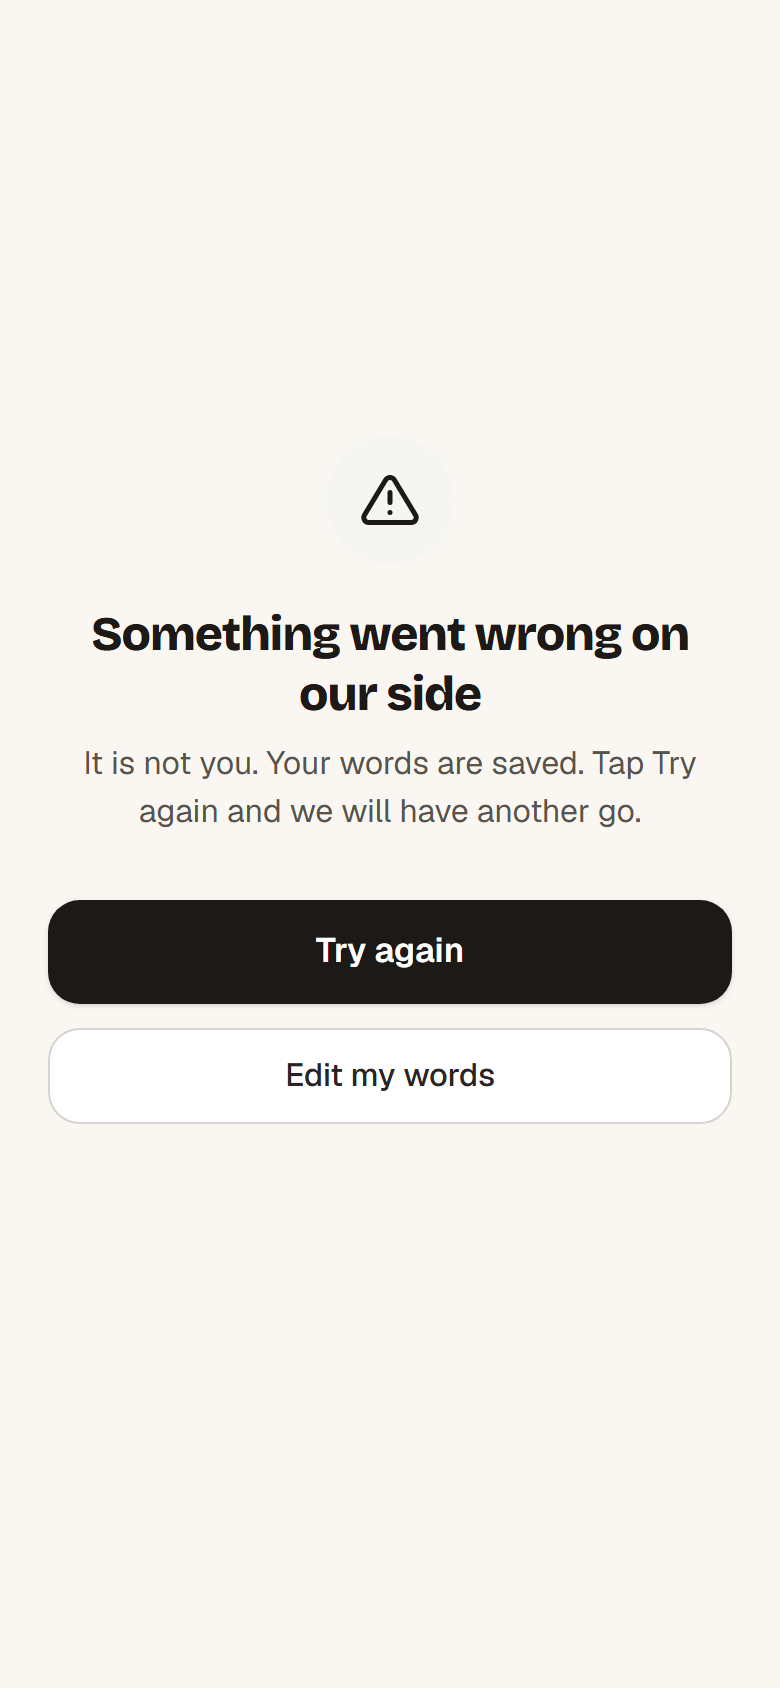 Something went wrong on
our side
It is not you. Your words are saved. Tap Try
again and we will have another go.
Try again
Edit my words